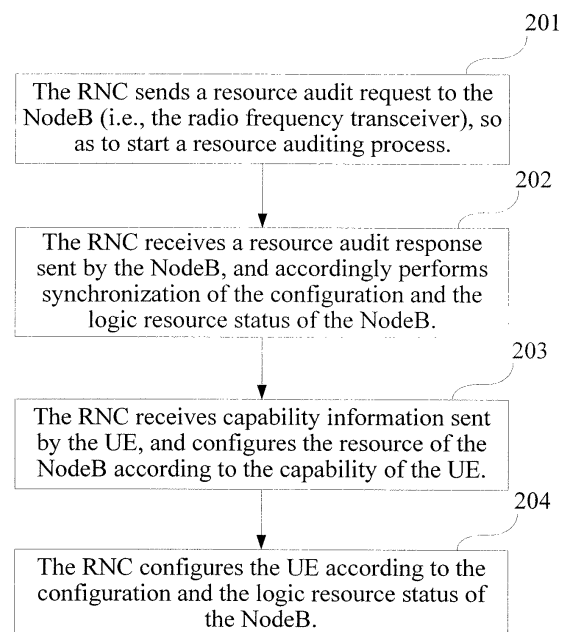 201
The RNC sends a resource audit request to the
NodeB (i.e., the radio frequency transceiver), so
as to start a resource auditing process.
202
The RNC receives a resource audit response
sent by the NodeB, and accordingly performs
synchronization of the configuration and the
logic resource status of the NodeB.
203
The RNC receives capability information sent
by the UE, and configures the resource of the
NodeB according to the capability of the UE.
204
The RNC configures the UE according to the
configuration and the logic resource status of
the NodeB.